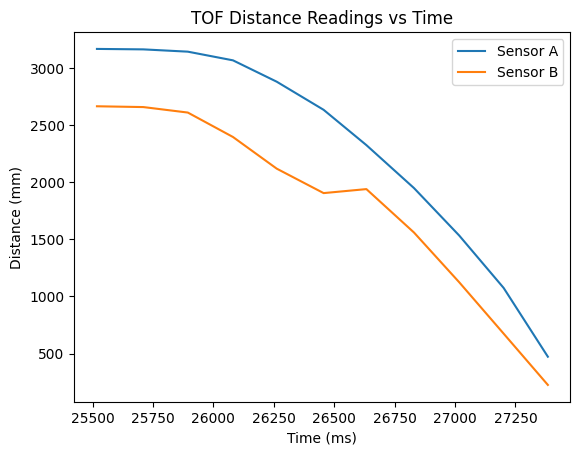 TOF Distance Readings vs Time
Sensor A
Sensor B
Distance (mm)
3000
2500
2000
1500
1000
500
25500 25750 26000 26250 26500 26750 27000 27250
Time (ms)